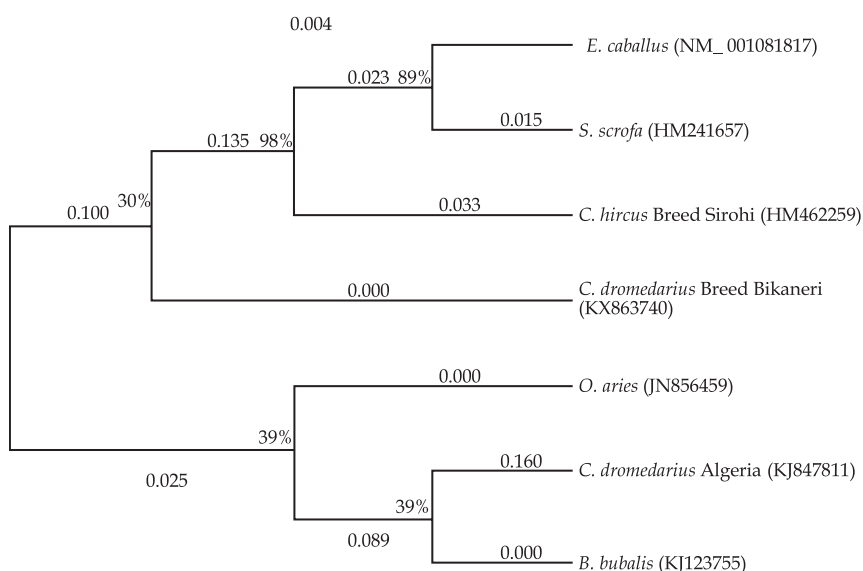 0.004
E. caballus (NM_ 001081817)
0.023 89%
0.015
S. scrofa (HM241657)
0.135 98%
0.033
C. hircus Breed Sirohi (HM462259)
30%
0.100
0.000
C. dromedarius Breed Bikaneri
(KX863740)
0.000
O. aries (JN856459)
39%
0.025
0.160
C. dromedarius Algeria (KJ847811)
39%
0.089
0.000
B. bubalis (KJ123755)